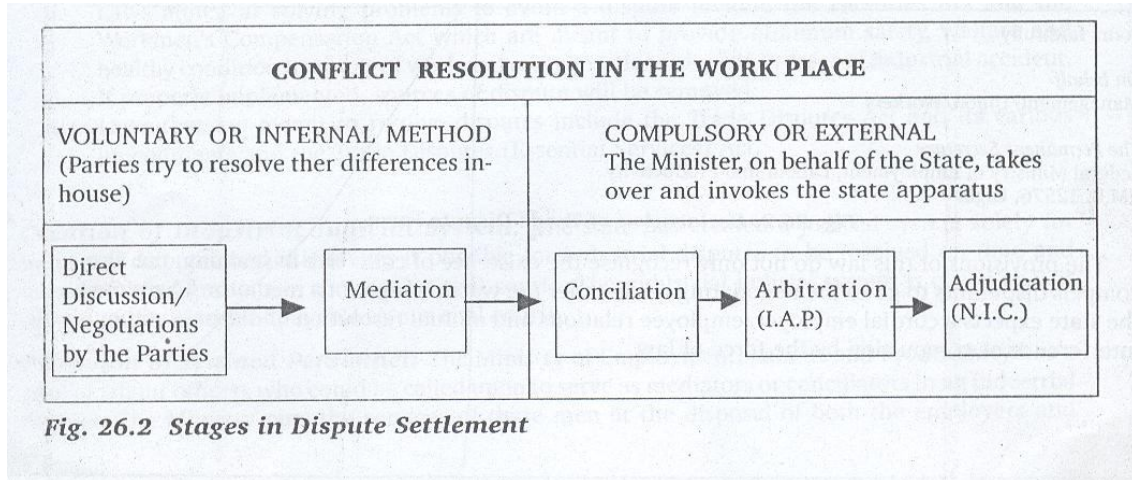 CONFLICT RESOLUTION IN THE WORK PLACE
VOLUNTARY OR INTERNAL METHOD
(Parties try to resolve ther differences in-
house)
COMPULSORY OR EXTERNAL
The Minister, on behalf of the State, takes
over and invokes the state apparatus
Direct
Discussion/
Negotiations
by the Parties
Mediation
Conciliation
Arbitration
(I.A.P.)
Adjudication
(N.I.C.)
Fig. 26.2 Stages in Dispute Settlement